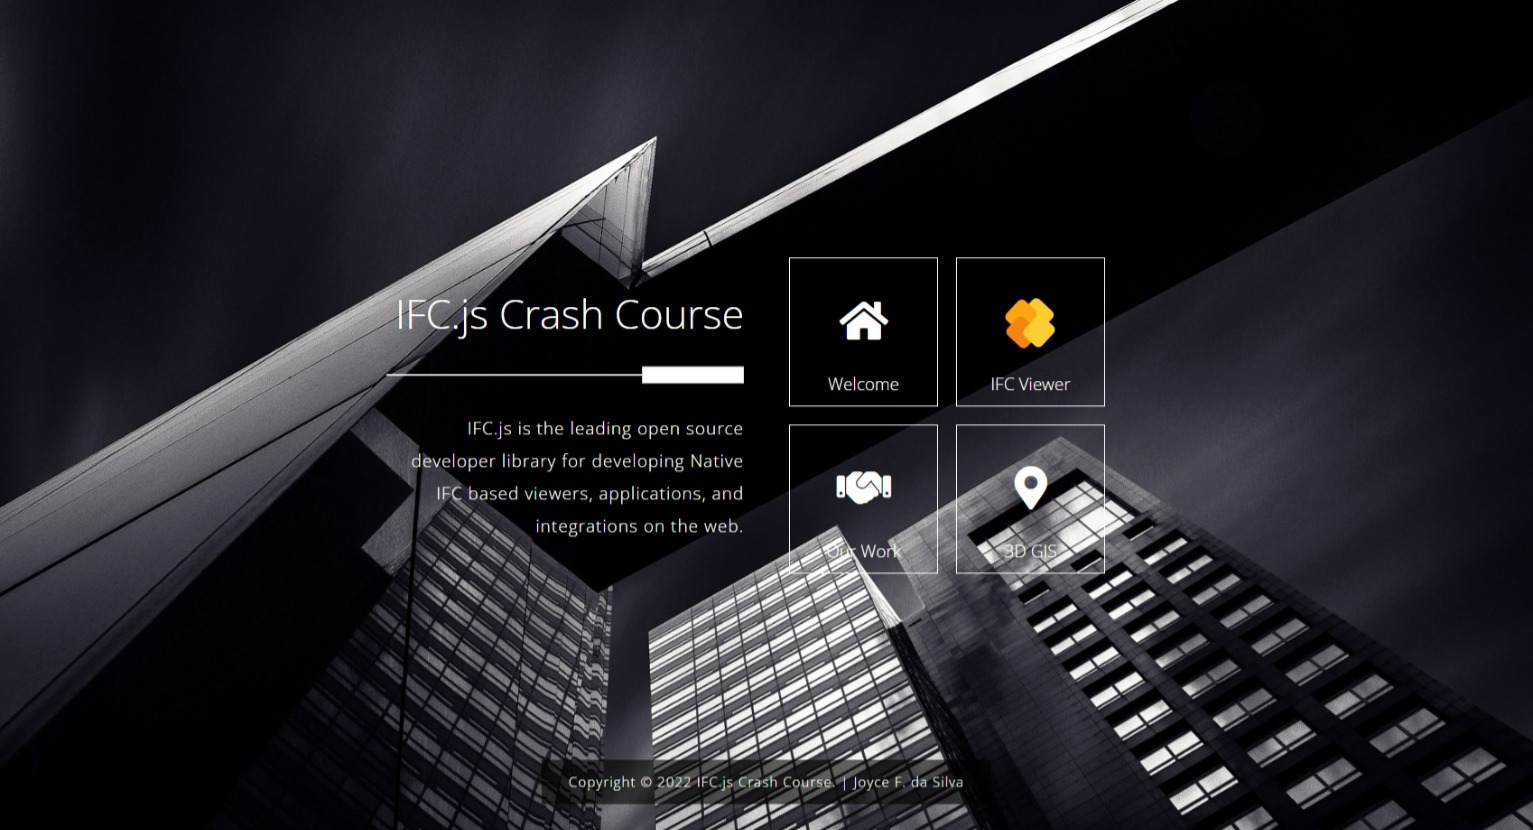 IFC.js Crash Course
IFC.js is the leading open source
developer library for developing Native
IFC based viewers, applications, and
integrations on the web.
Welcome
IFC Viewer
Our Work
3D GIS
Copyright © 2022 IFC.js Crash Course. | Joyce F. da Silva